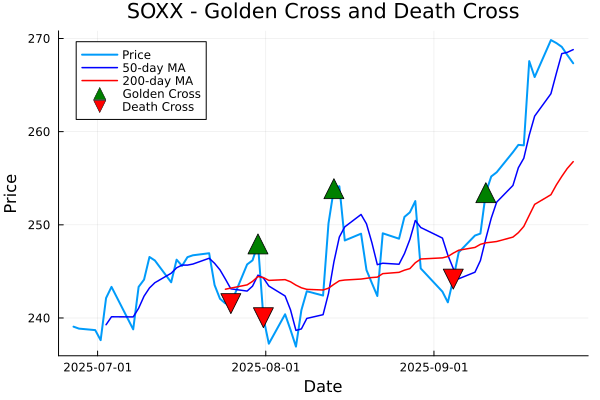 SOXX - Golden Cross and Death Cross
Price
50-day MA
200-day MA
Golden Cross
Death Cross
270
260
250
240
Price
2025-07-01
2025-08-01
2025-09-01
Date